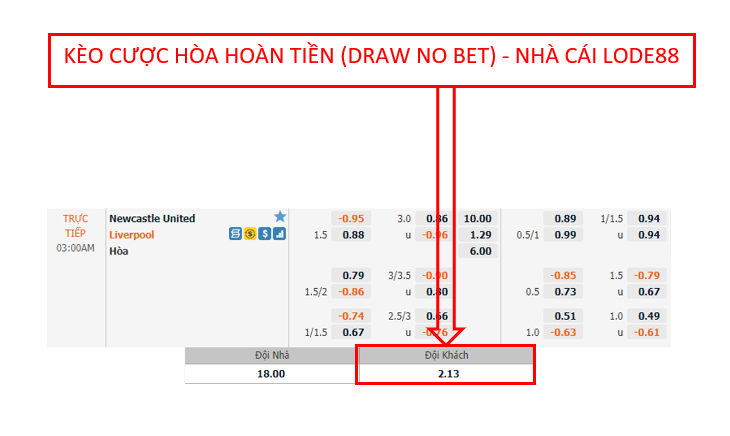 KÈO CƯỢC HÒA HOÀN TIỀN (DRAW NO BET) - NHÀ CÁI LODE88
TRỰC TIẾP 03:00AM
Newcastle United -0.95 3.0 0.86 10.00 0.89 1/1.5 0.94
Liverpool 1.5 0.88 u -0.96 1.29 0.5/1 0.99 u 0.94
Hòa 6.00
0.79 3/3.5 -0.90 -0.85 1.5 -0.79
1.5/2 -0.86 u 0.80 0.5 0.73 u 0.67
-0.74 2.5/3 0.66 0.51 1.0 0.49
1/1.5 0.67 u -0.76 1.0 -0.63 u -0.61
Đội Nhà Đội Khách
18.00 2.13